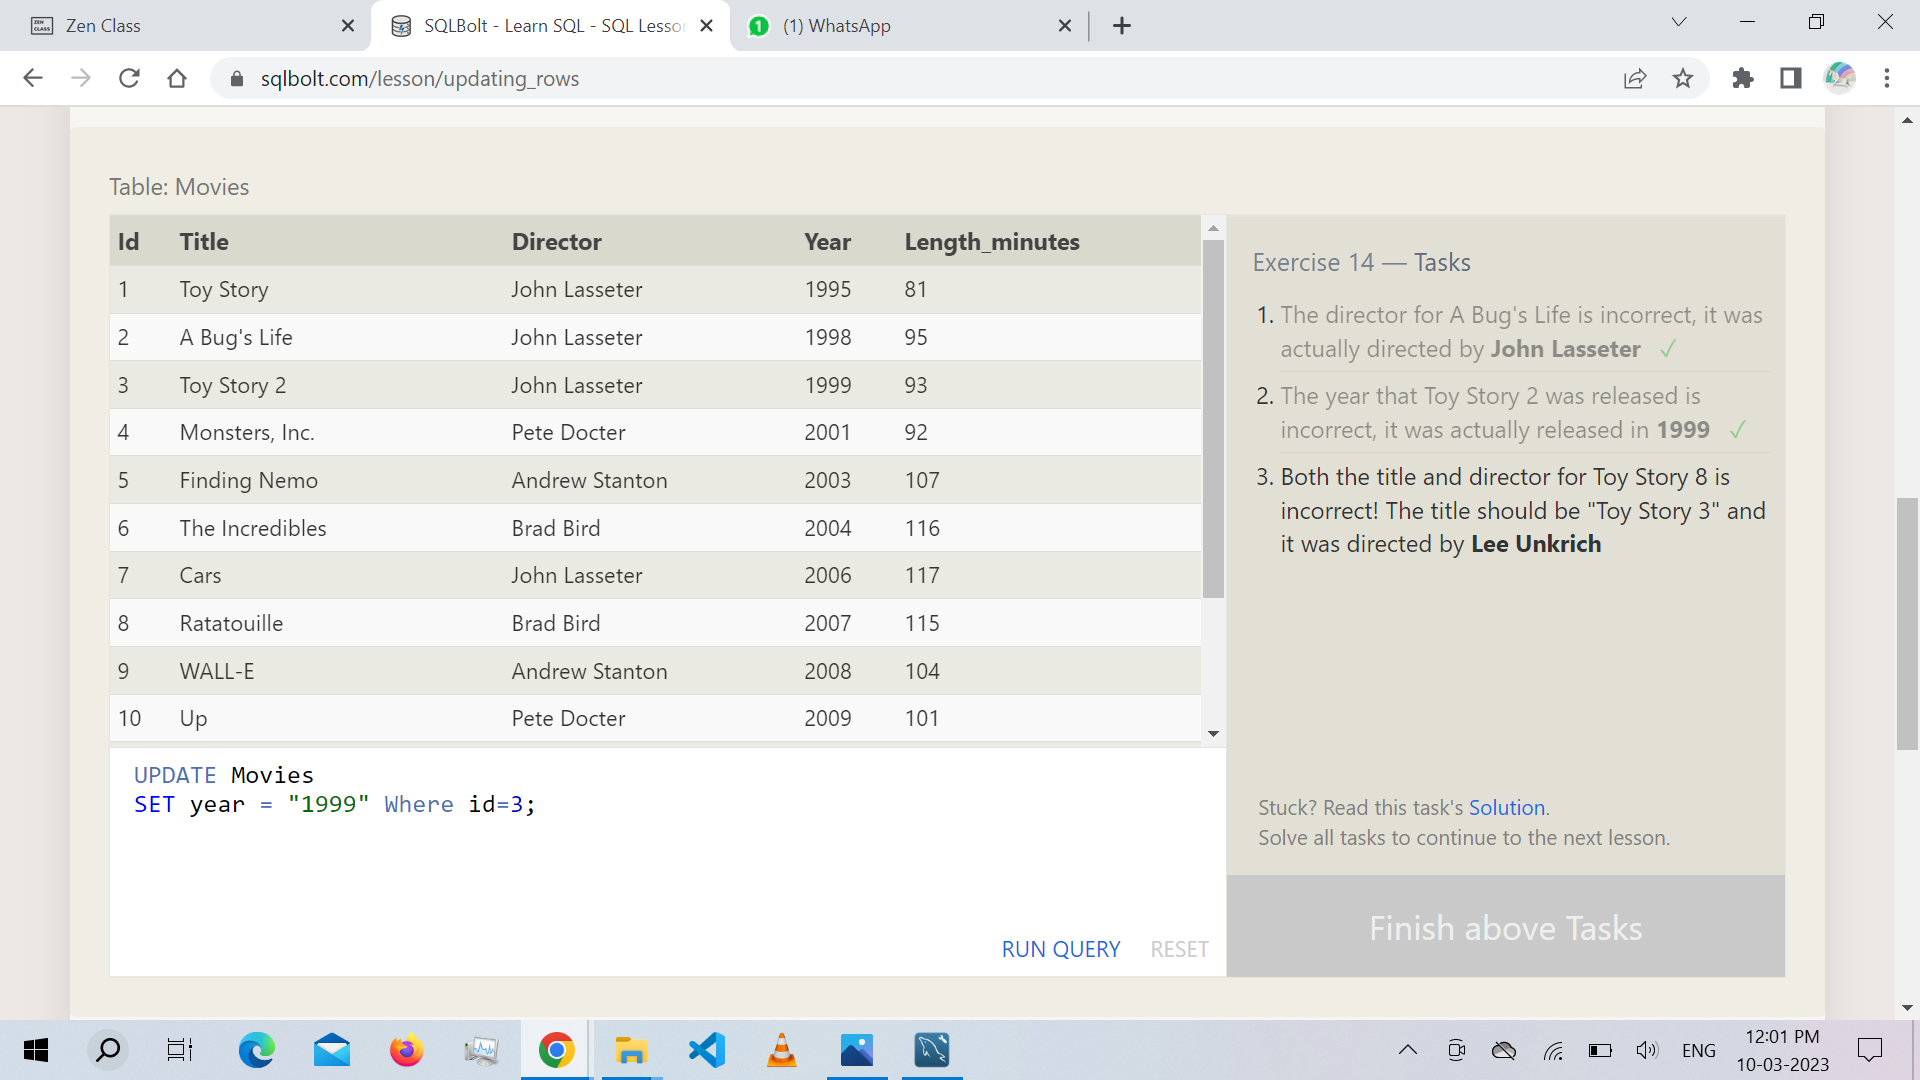 Zen Class
SQLBolt - Learn SQL - SQL Lesso
1
(1) WhatsApp
sqlbolt.com/lesson/updating_rows
Table: Movies
Id Title Director Year Length_minutes
1 Toy Story John Lasseter 1995 81
2 A Bug's Life John Lasseter 1998 95
3 Toy Story 2 John Lasseter 1999 93
4 Monsters, Inc. Pete Docter 2001 92
5 Finding Nemo Andrew Stanton 2003 107
6 The Incredibles Brad Bird 2004 116
7 Cars John Lasseter 2006 117
8 Ratatouille Brad Bird 2007 115
9 WALL-E Andrew Stanton 2008 104
10 Up Pete Docter 2009 101
UPDATE Movies
SET year = "1999" Where id=3;
RUN QUERY RESET
Exercise 14 — Tasks
1. The director for A Bug's Life is incorrect, it was
actually directed by John Lasseter ✓
2. The year that Toy Story 2 was released is
incorrect, it was actually released in 1999 ✓
3. Both the title and director for Toy Story 8 is
incorrect! The title should be "Toy Story 3" and
it was directed by Lee Unkrich
Stuck? Read this task's Solution.
Solve all tasks to continue to the next lesson.
Finish above Tasks
ENG
12:01 PM
10-03-2023